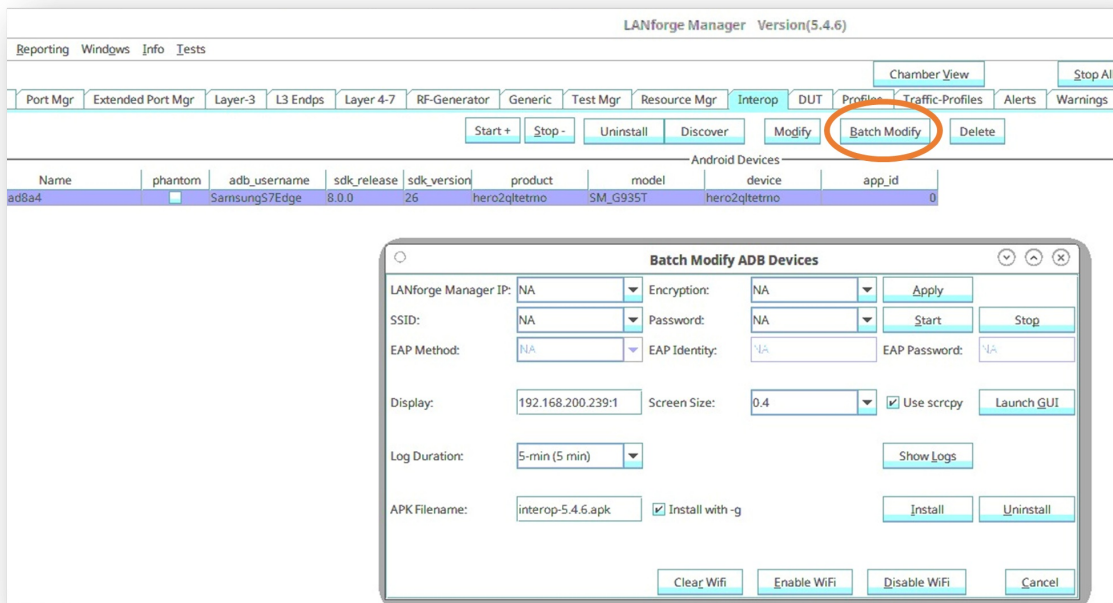 LANforge Manager Version(5.4.6)
Reporting Windows Info Tests
Chamber View Stop All
Port Mgr Extended Port Mgr Layer-3 L3 Endps Layer 4-7 RF-Generator Generic Test Mgr Resource Mgr Interop DUT Profiles Traffic-Profiles Alerts Warnings
Start + Stop - Uninstall Discover Modify Batch Modify Delete
Android Devices
Name phantom adb_username sdk_release sdk_version product model device app_id
ad8a4 SamsungS7Edge 8.0.0 26 hero2qltetmo SM_G935T hero2qltetmo 0
Batch Modify ADB Devices
LANforge Manager IP: NA Encryption: NA Apply
SSID: NA Password: NA Start Stop
EAP Method: NA EAP Identity: NA EAP Password: NA
Display: 192.168.200.239:1 Screen Size: 0.4 Use scrcpy Launch GUI
Log Duration: 5-min (5 min) Show Logs
APK Filename: interop-5.4.6.apk Install with -g Install Uninstall
Clear Wifi Enable WiFi Disable WiFi Cancel